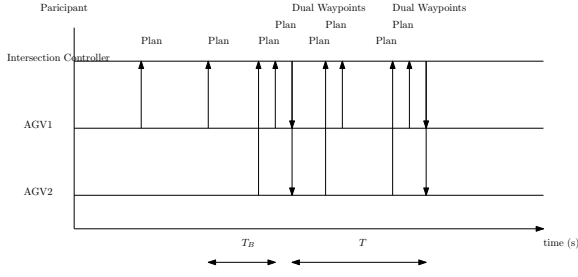 Paricipant Dual Waypoints Dual Waypoints
Plan Plan Plan
Plan Plan Plan Plan Plan
Intersection Controller
AGV1
AGV2
T_B T time (s)